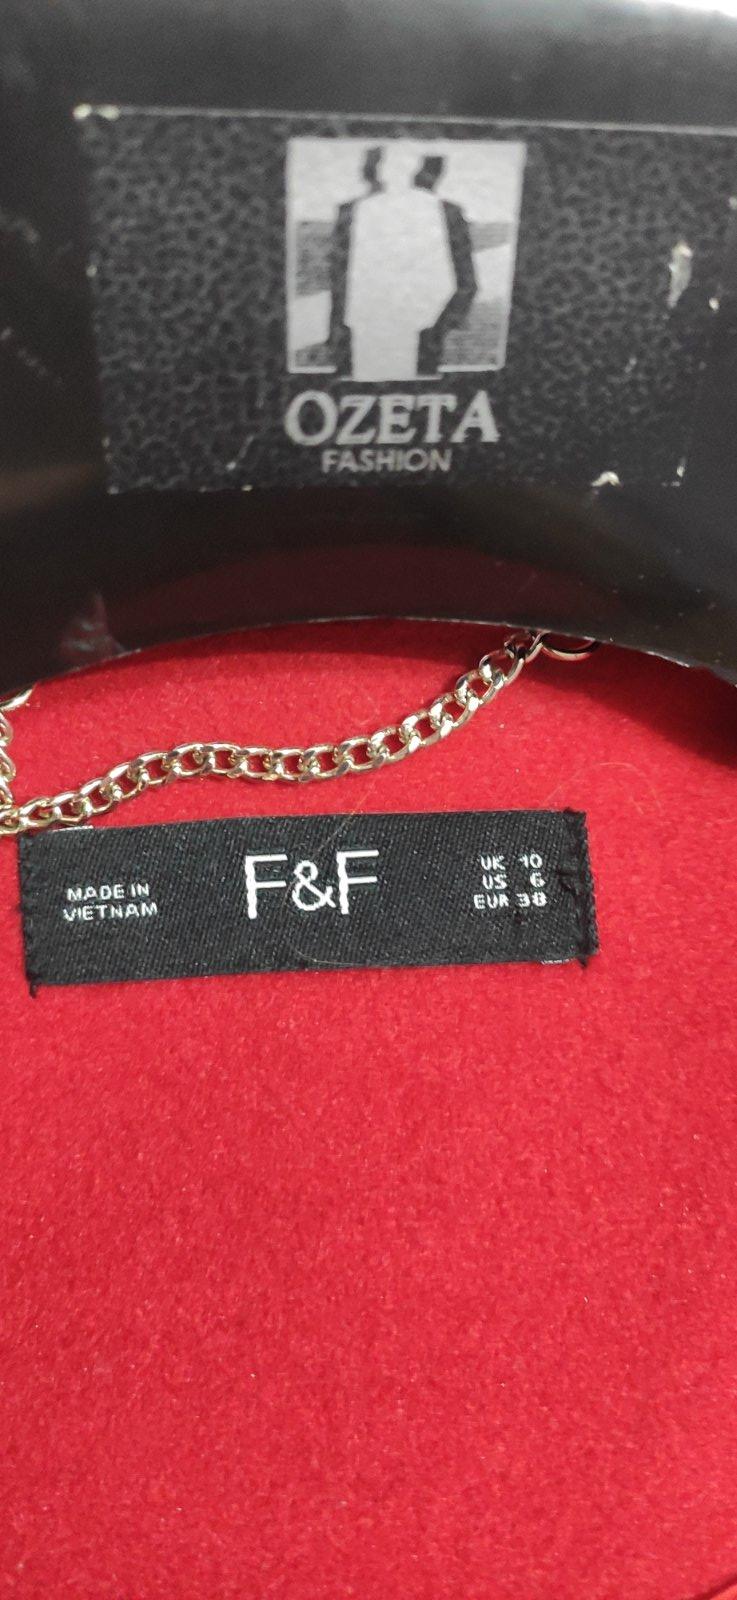 OZETA
FASHION
MADE IN
VIETNAM
F&F
UK 10
US 6
EUR 38